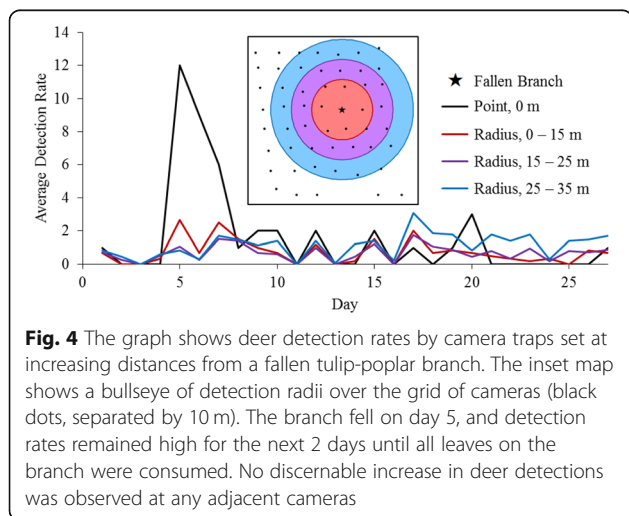 14
12
10
8
6
4
2
0
Average Detection Rate
0
5
10
15
20
25
Day
★ Fallen Branch
Point, 0 m
Radius, 0 – 15 m
Radius, 15 – 25 m
Radius, 25 – 35 m
Fig. 4 The graph shows deer detection rates by camera traps set at
increasing distances from a fallen tulip-poplar branch. The inset map
shows a bullseye of detection radii over the grid of cameras (black
dots, separated by 10 m). The branch fell on day 5, and detection
rates remained high for the next 2 days until all leaves on the
branch were consumed. No discernable increase in deer detections
was observed at any adjacent cameras